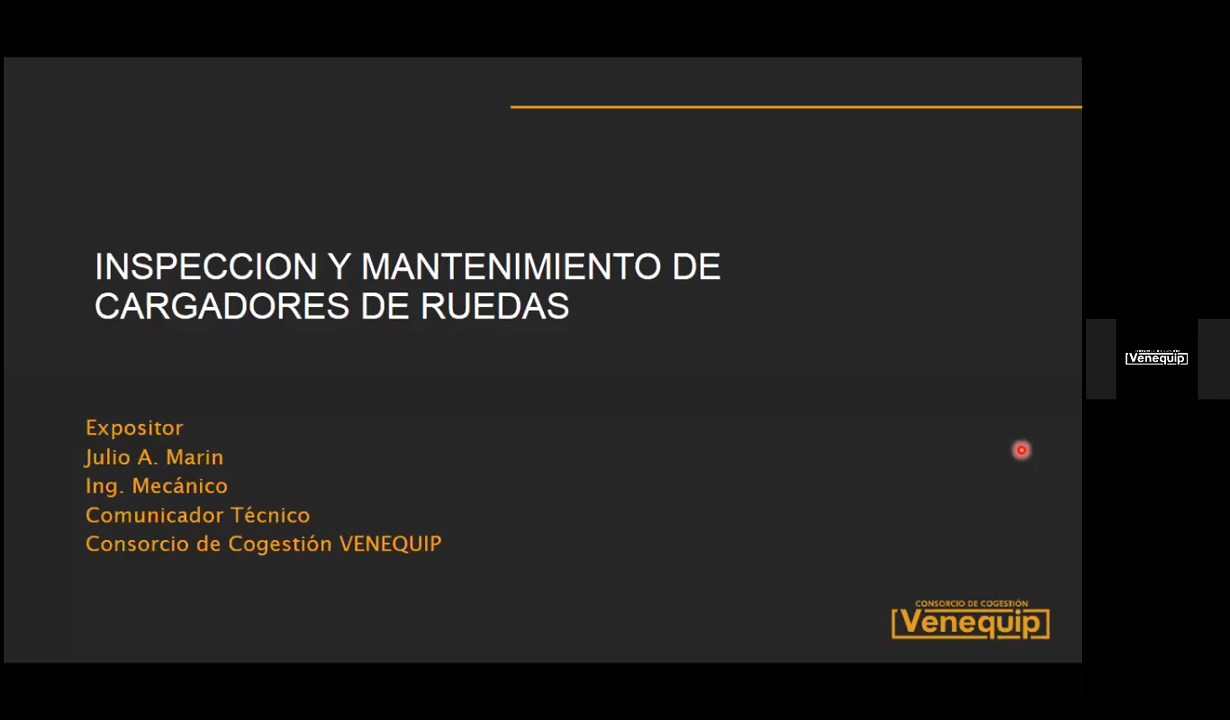 INSPECCION Y MANTENIMIENTO DE
CARGADORES DE RUEDAS
Expositor
Julio A. Marin
Ing. Mecánico
Comunicador Técnico
Consorcio de Cogestión VENEQUIP
CONSORCIO DE COGESTIÓN
Venequip
Venequip